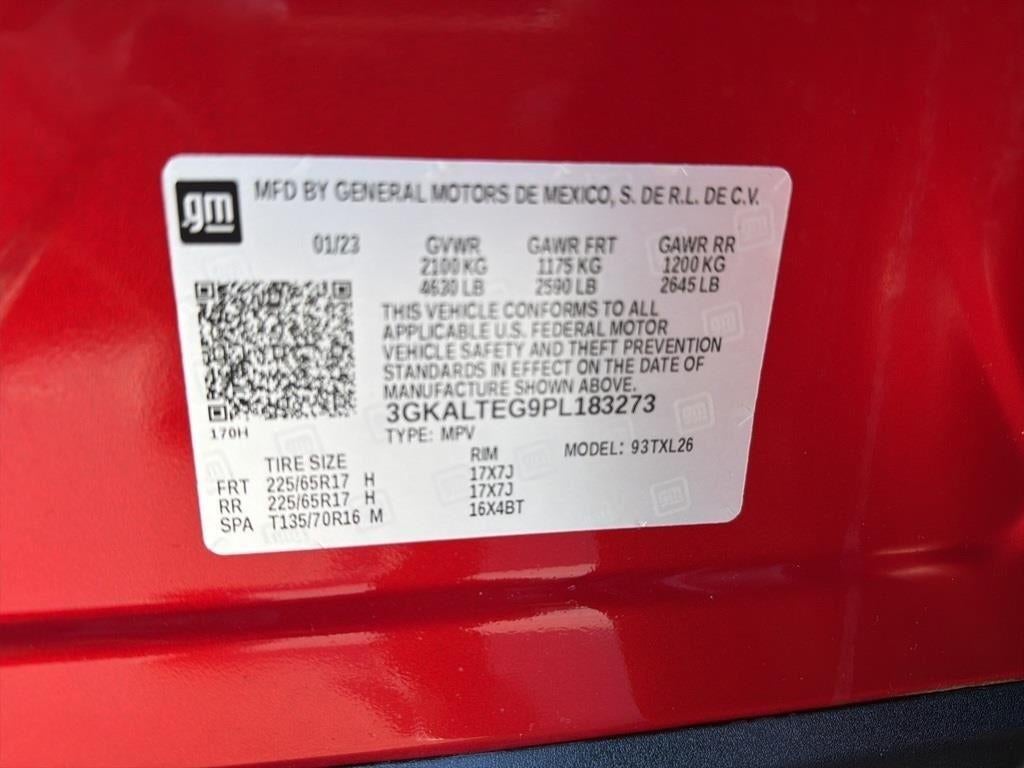 gm MFD BY GENERAL MOTORS DE MEXICO, S. DE R.L. DE C.V.
01/23 GVWR GAWR FRT GAWR RR
2100 KG 1175 KG 1200 KG
4630 LB 2590 LB 2645 LB
THIS VEHICLE CONFORMS TO ALL
APPLICABLE U.S. FEDERAL MOTOR
VEHICLE SAFETY AND THEFT PREVENTION
STANDARDS IN EFFECT ON THE DATE OF
MANUFACTURE SHOWN ABOVE.
3GKALTEG9PL183273
170H
TYPE: MPV MODEL: 93TXL26
TIRE SIZE RIM
FRT 225/65R17 H 17X7J
RR 225/65R17 H 17X7J
SPA T135/70R16 M 16X4BT